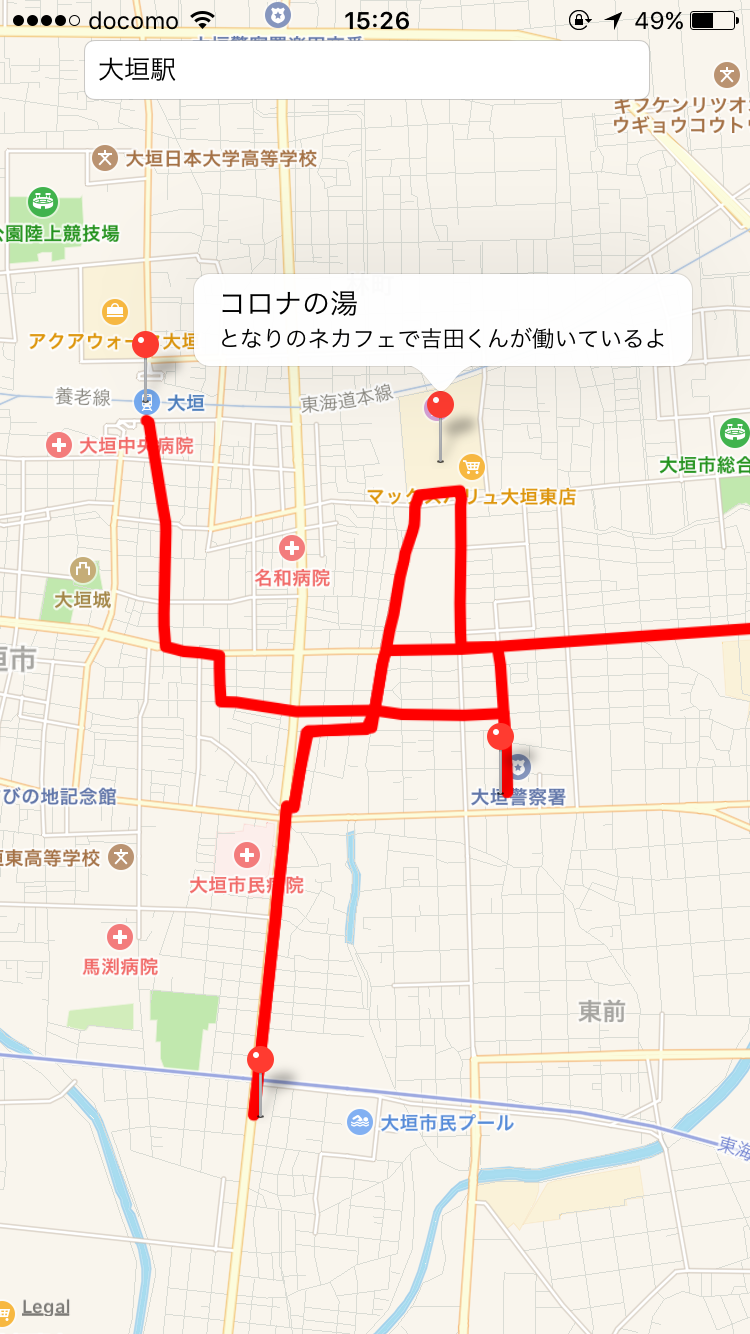 docomo 15:26 49%
大垣駅
キフケンリツオ
ウギョウコウト
大垣日本大学高等学校
公園陸上競技場
コロナの湯
となりのネカフェで吉田くんが働いているよ
アクアウォー
大垣
養老線
大垣
東海道本線
大垣中央病院
大垣市総合
マックスバリュ大垣東店
名和病院
大垣城
垣市
びの地記念館
大垣警察署
垣東高等学校
大垣市民病院
馬渕病院
東前
大垣市民プール
東海
Legal